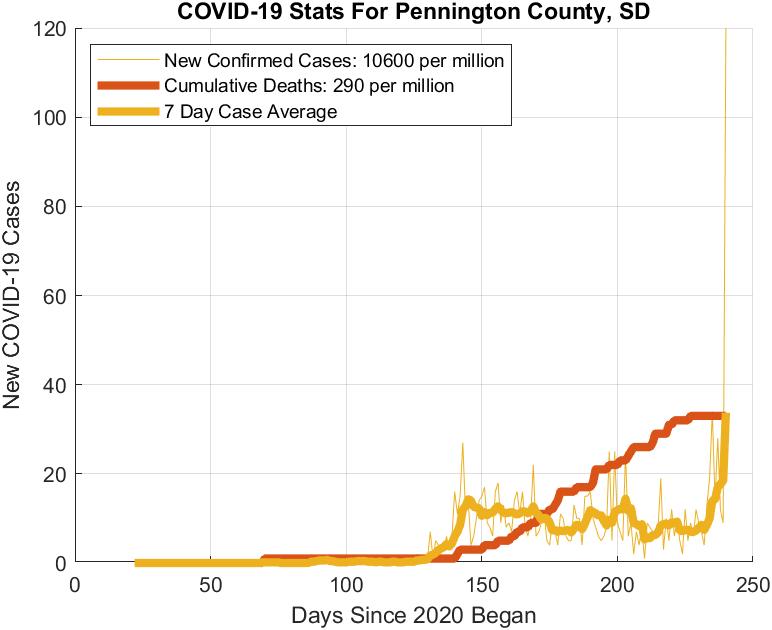 COVID-19 Stats For Pennington County, SD
New Confirmed Cases: 10600 per million
Cumulative Deaths: 290 per million
7 Day Case Average
New COVID-19 Cases
120
100
80
60
40
20
0
0 50 100 150 200 250
Days Since 2020 Began